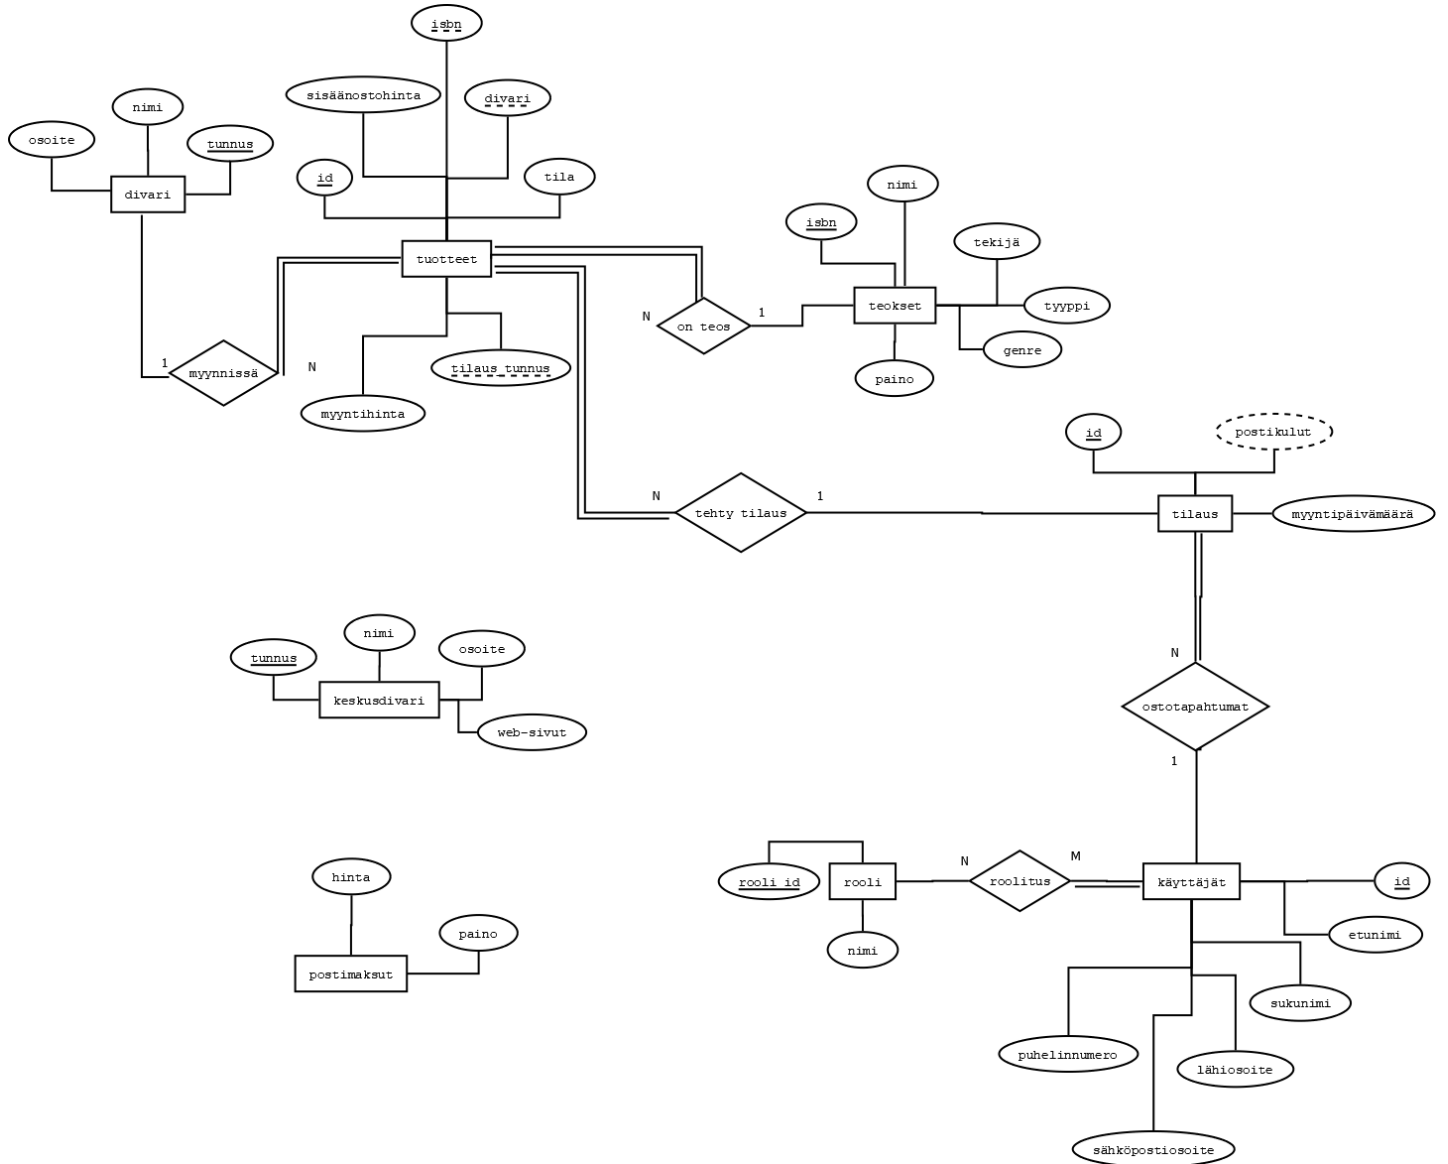 isbn
sisäänostohinta
divari
nimi
osoite
tunnus
id
tila
divari
tuotteet
nimi
isbn
tekijä
tyyppi
teokset
genre
paino
N
on teos
1
1
myynnissä
N
tilaus_tunnus
myyntihinta
id
postikulut
N
tehty tilaus
1
tilaus
myyntipäivämäärä
tunnus
nimi
osoite
keskusdivari
web-sivut
N
ostotapahtumat
1
hinta
paino
postimaksut
rooli_id
rooli
N
roolitus
M
käyttäjät
id
nimi
etunimi
sukunimi
puhelinnumero
lähiosoite
sähköpostiosoite